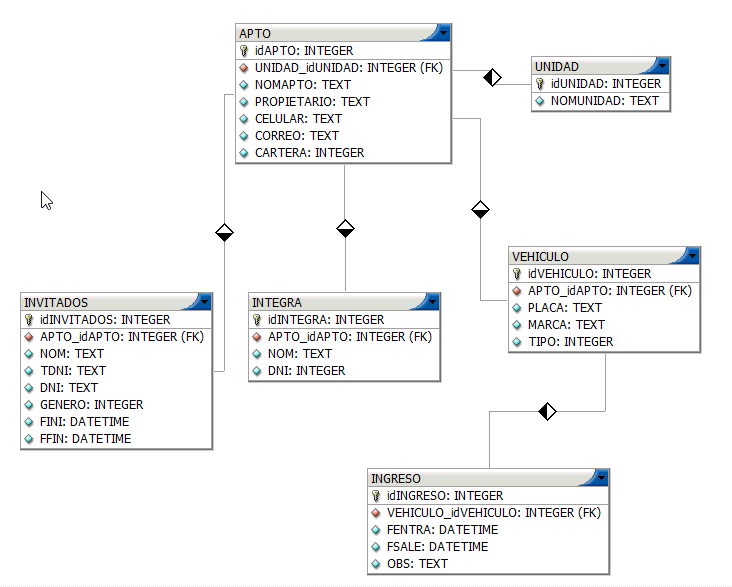 APTO
idAPTO: INTEGER
UNIDAD_idUNIDAD: INTEGER (FK)
NOMAPTO: TEXT
PROPIETARIO: TEXT
CELULAR: TEXT
CORREO: TEXT
CARTERA: INTEGER
UNIDAD
idUNIDAD: INTEGER
NOMUNIDAD: TEXT
VEHICULO
idVEHICULO: INTEGER
APTO_idAPTO: INTEGER (FK)
PLACA: TEXT
MARCA: TEXT
TIPO: INTEGER
INVITADOS
idINVITADOS: INTEGER
APTO_idAPTO: INTEGER (FK)
NOM: TEXT
TDNI: TEXT
DNI: TEXT
GENERO: INTEGER
FINI: DATETIME
FFIN: DATETIME
INTEGRA
idINTEGRA: INTEGER
APTO_idAPTO: INTEGER (FK)
NOM: TEXT
DNI: INTEGER
INGRESO
idINGRESO: INTEGER
VEHICULO_idVEHICULO: INTEGER (FK)
FENTRA: DATETIME
FSALE: DATETIME
OBS: TEXT